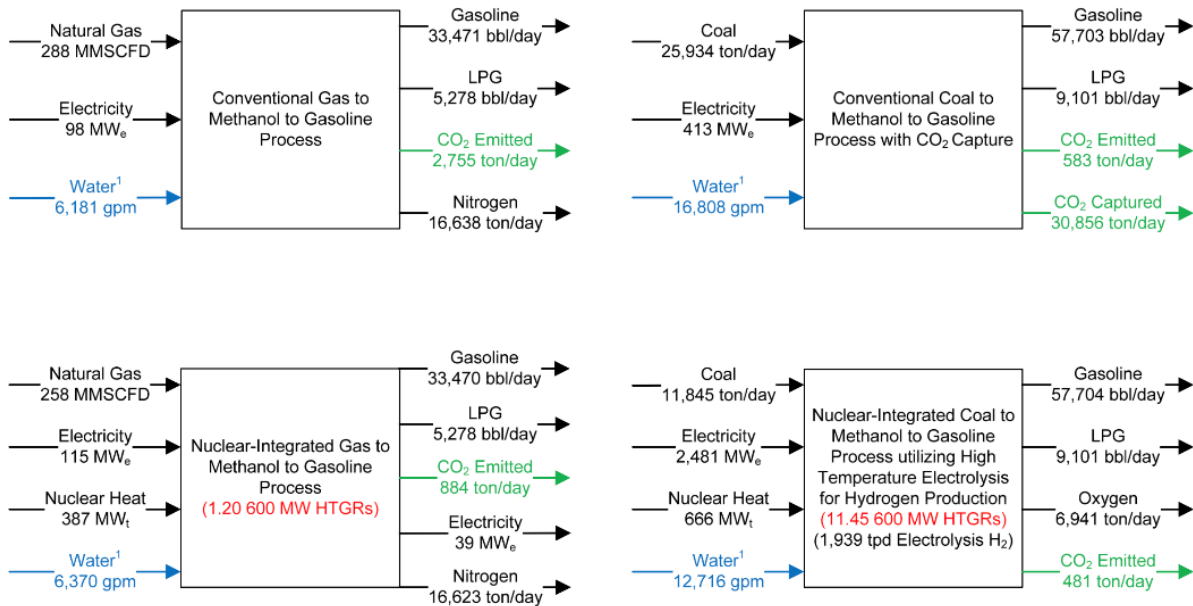 Natural Gas
288 MMSCFD
Electricity
98 MWe
Water1
6,181 gpm
Conventional Gas to
Methanol to Gasoline
Process
Gasoline
33,471 bbl/day
LPG
5,278 bbl/day
CO2 Emitted
2,755 ton/day
Nitrogen
16,638 ton/day
Coal
25,934 ton/day
Electricity
413 MWe
Water1
16,808 gpm
Conventional Coal to
Methanol to Gasoline
Process with CO2 Capture
Gasoline
57,703 bbl/day
LPG
9,101 bbl/day
CO2 Emitted
583 ton/day
CO2 Captured
30,856 ton/day
Natural Gas
258 MMSCFD
Electricity
115 MWe
Nuclear Heat
387 MWt
Water1
6,370 gpm
Nuclear-Integrated Gas to
Methanol to Gasoline
Process
(1.20 600 MW HTGRs)
Gasoline
33,470 bbl/day
LPG
5,278 bbl/day
CO2 Emitted
884 ton/day
Electricity
39 MWe
Nitrogen
16,623 ton/day
Coal
11,845 ton/day
Electricity
2,481 MWe
Nuclear Heat
666 MWt
Water1
12,716 gpm
Nuclear-Integrated Coal to
Methanol to Gasoline
Process utilizing High
Temperature Electrolysis
for Hydrogen Production
(11.45 600 MW HTGRs)
(1,939 tpd Electrolysis H2)
Gasoline
57,704 bbl/day
LPG
9,101 bbl/day
Oxygen
6,941 ton/day
CO2 Emitted
481 ton/day